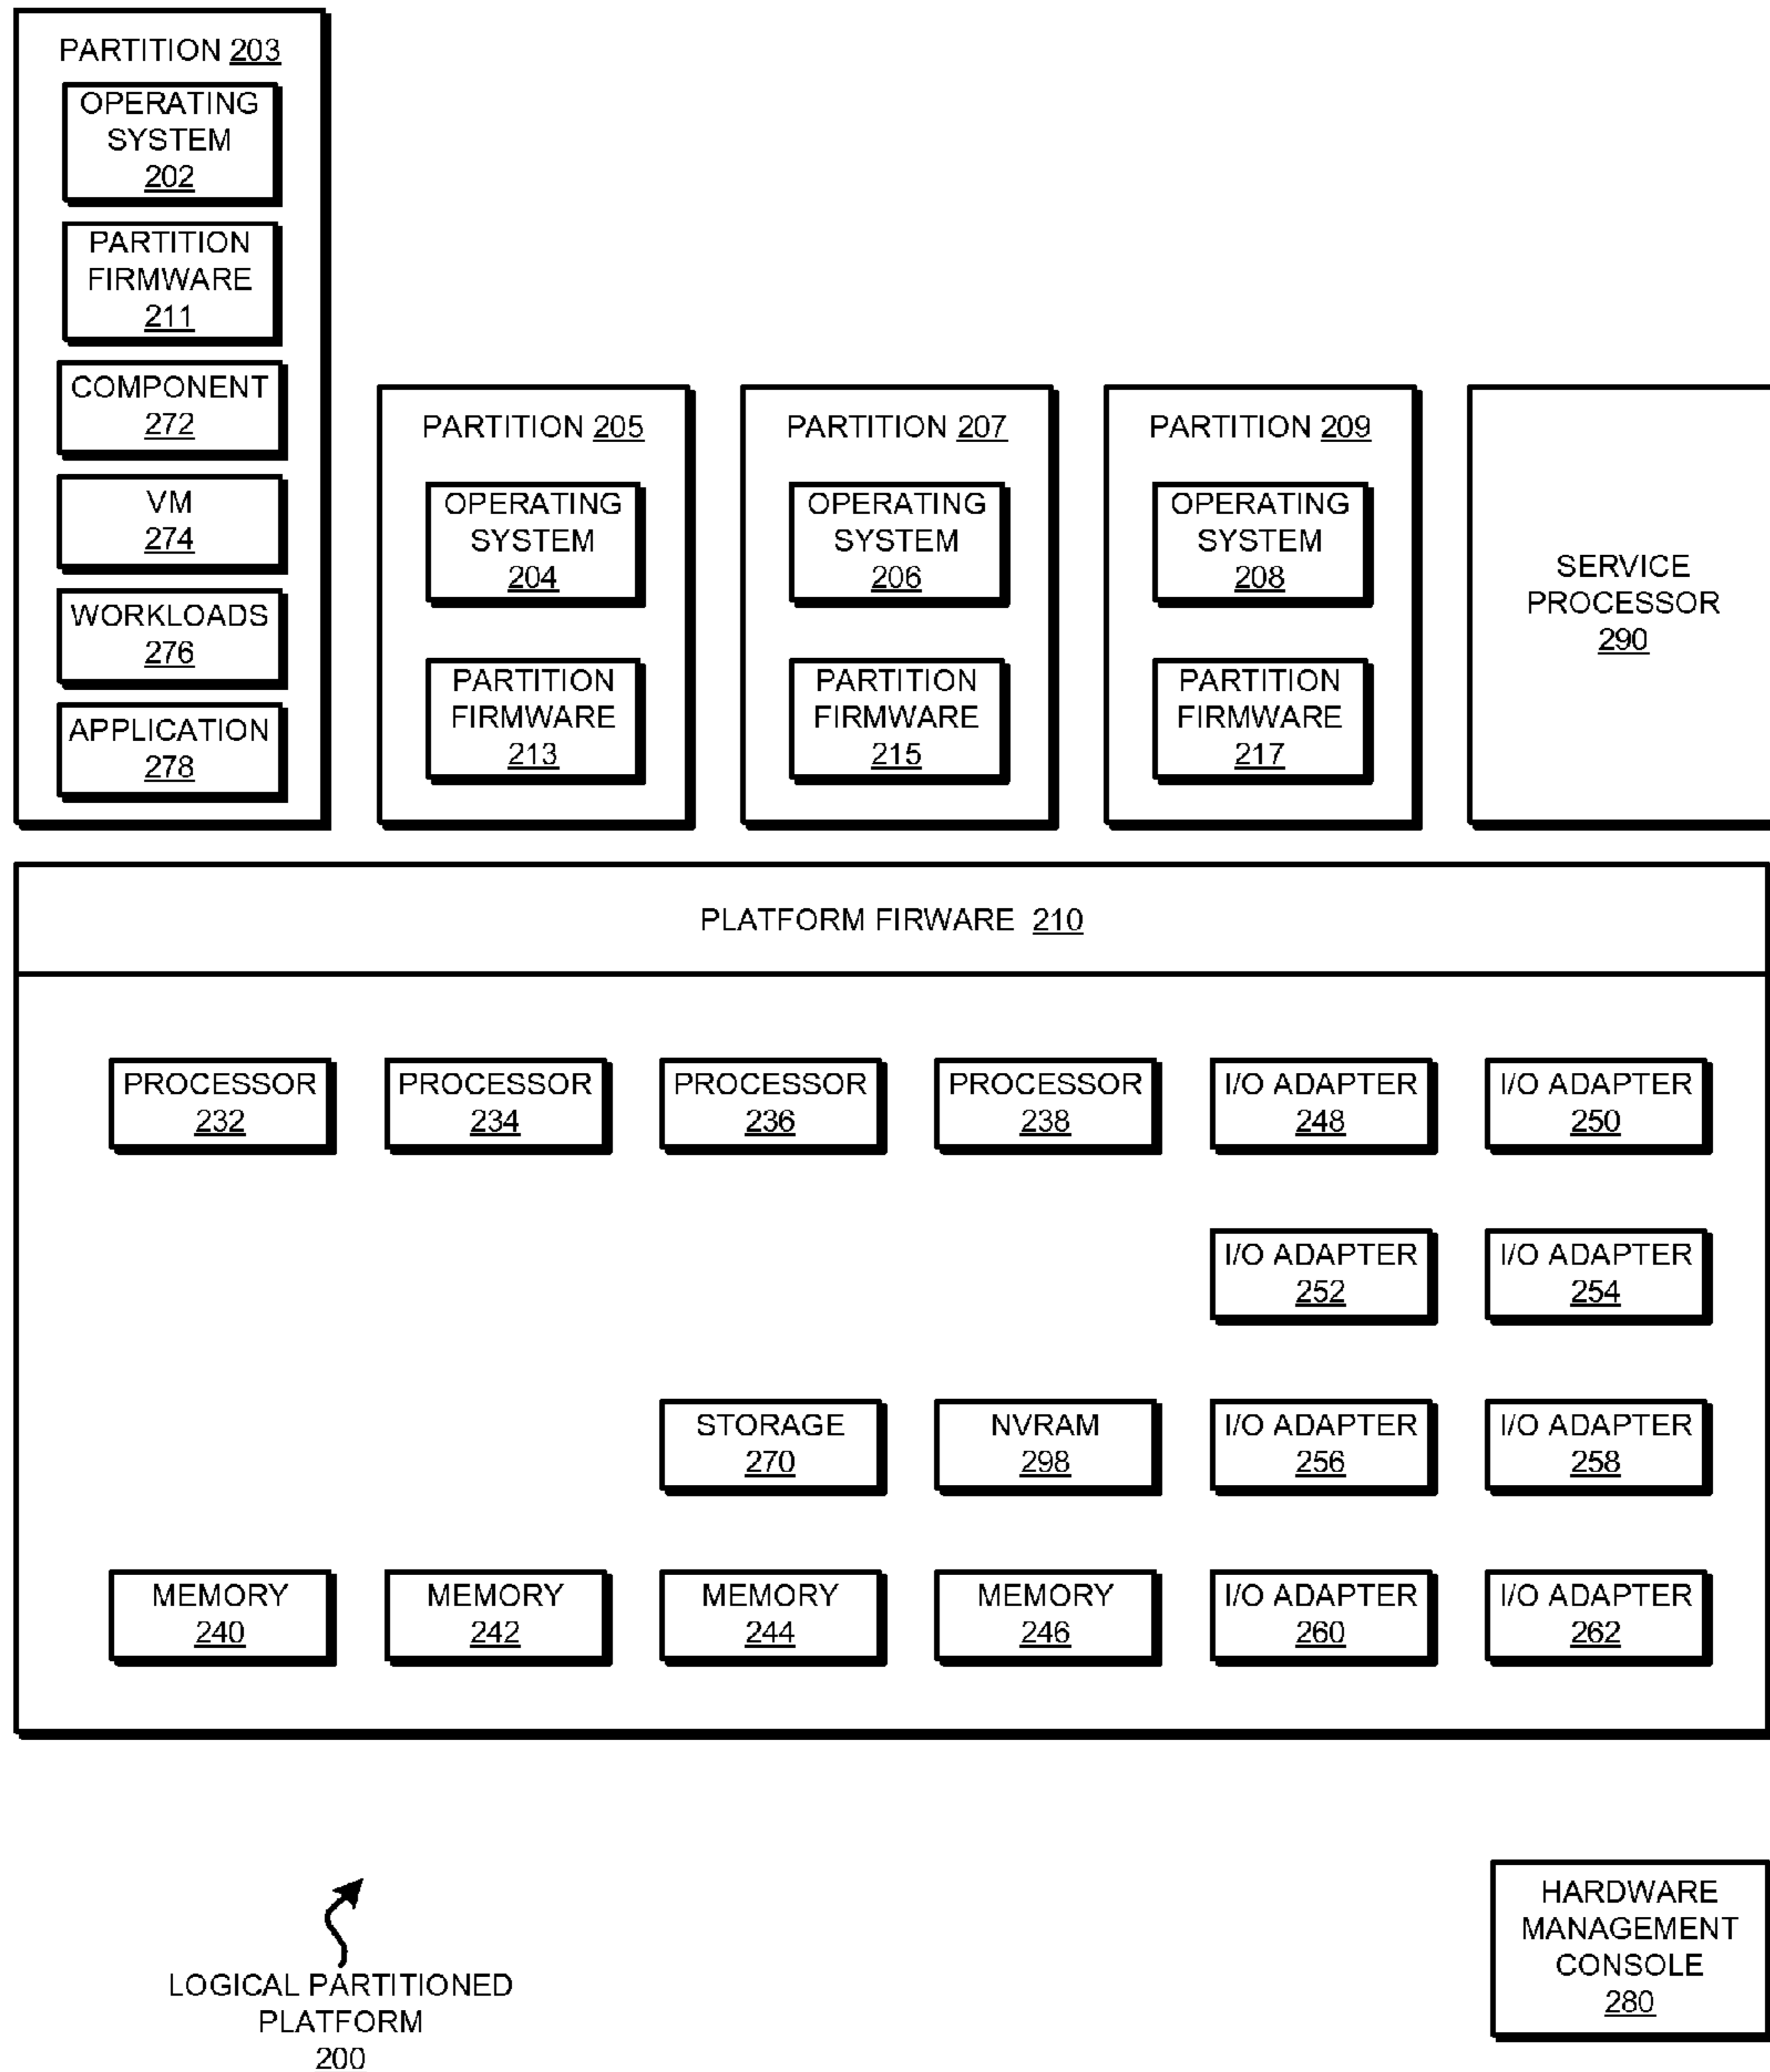 PARTITION 203
OPERATING
SYSTEM
202
PARTITION
FIRMWARE
211
COMPONENT
272
VM
274
WORKLOADS
276
APPLICATION
278
PARTITION 205
OPERATING
SYSTEM
204
PARTITION
FIRMWARE
213
PARTITION 207
OPERATING
SYSTEM
206
PARTITION
FIRMWARE
215
PARTITION 209
OPERATING
SYSTEM
208
PARTITION
FIRMWARE
217
SERVICE
PROCESSOR
290
PLATFORM FIRWARE 210
PROCESSOR
232
PROCESSOR
234
PROCESSOR
236
PROCESSOR
238
I/O ADAPTER
248
I/O ADAPTER
250
I/O ADAPTER
252
I/O ADAPTER
254
STORAGE
270
NVRAM
298
I/O ADAPTER
256
I/O ADAPTER
258
MEMORY
240
MEMORY
242
MEMORY
244
MEMORY
246
I/O ADAPTER
260
I/O ADAPTER
262
LOGICAL PARTITIONED
PLATFORM
200
HARDWARE
MANAGEMENT
CONSOLE
280